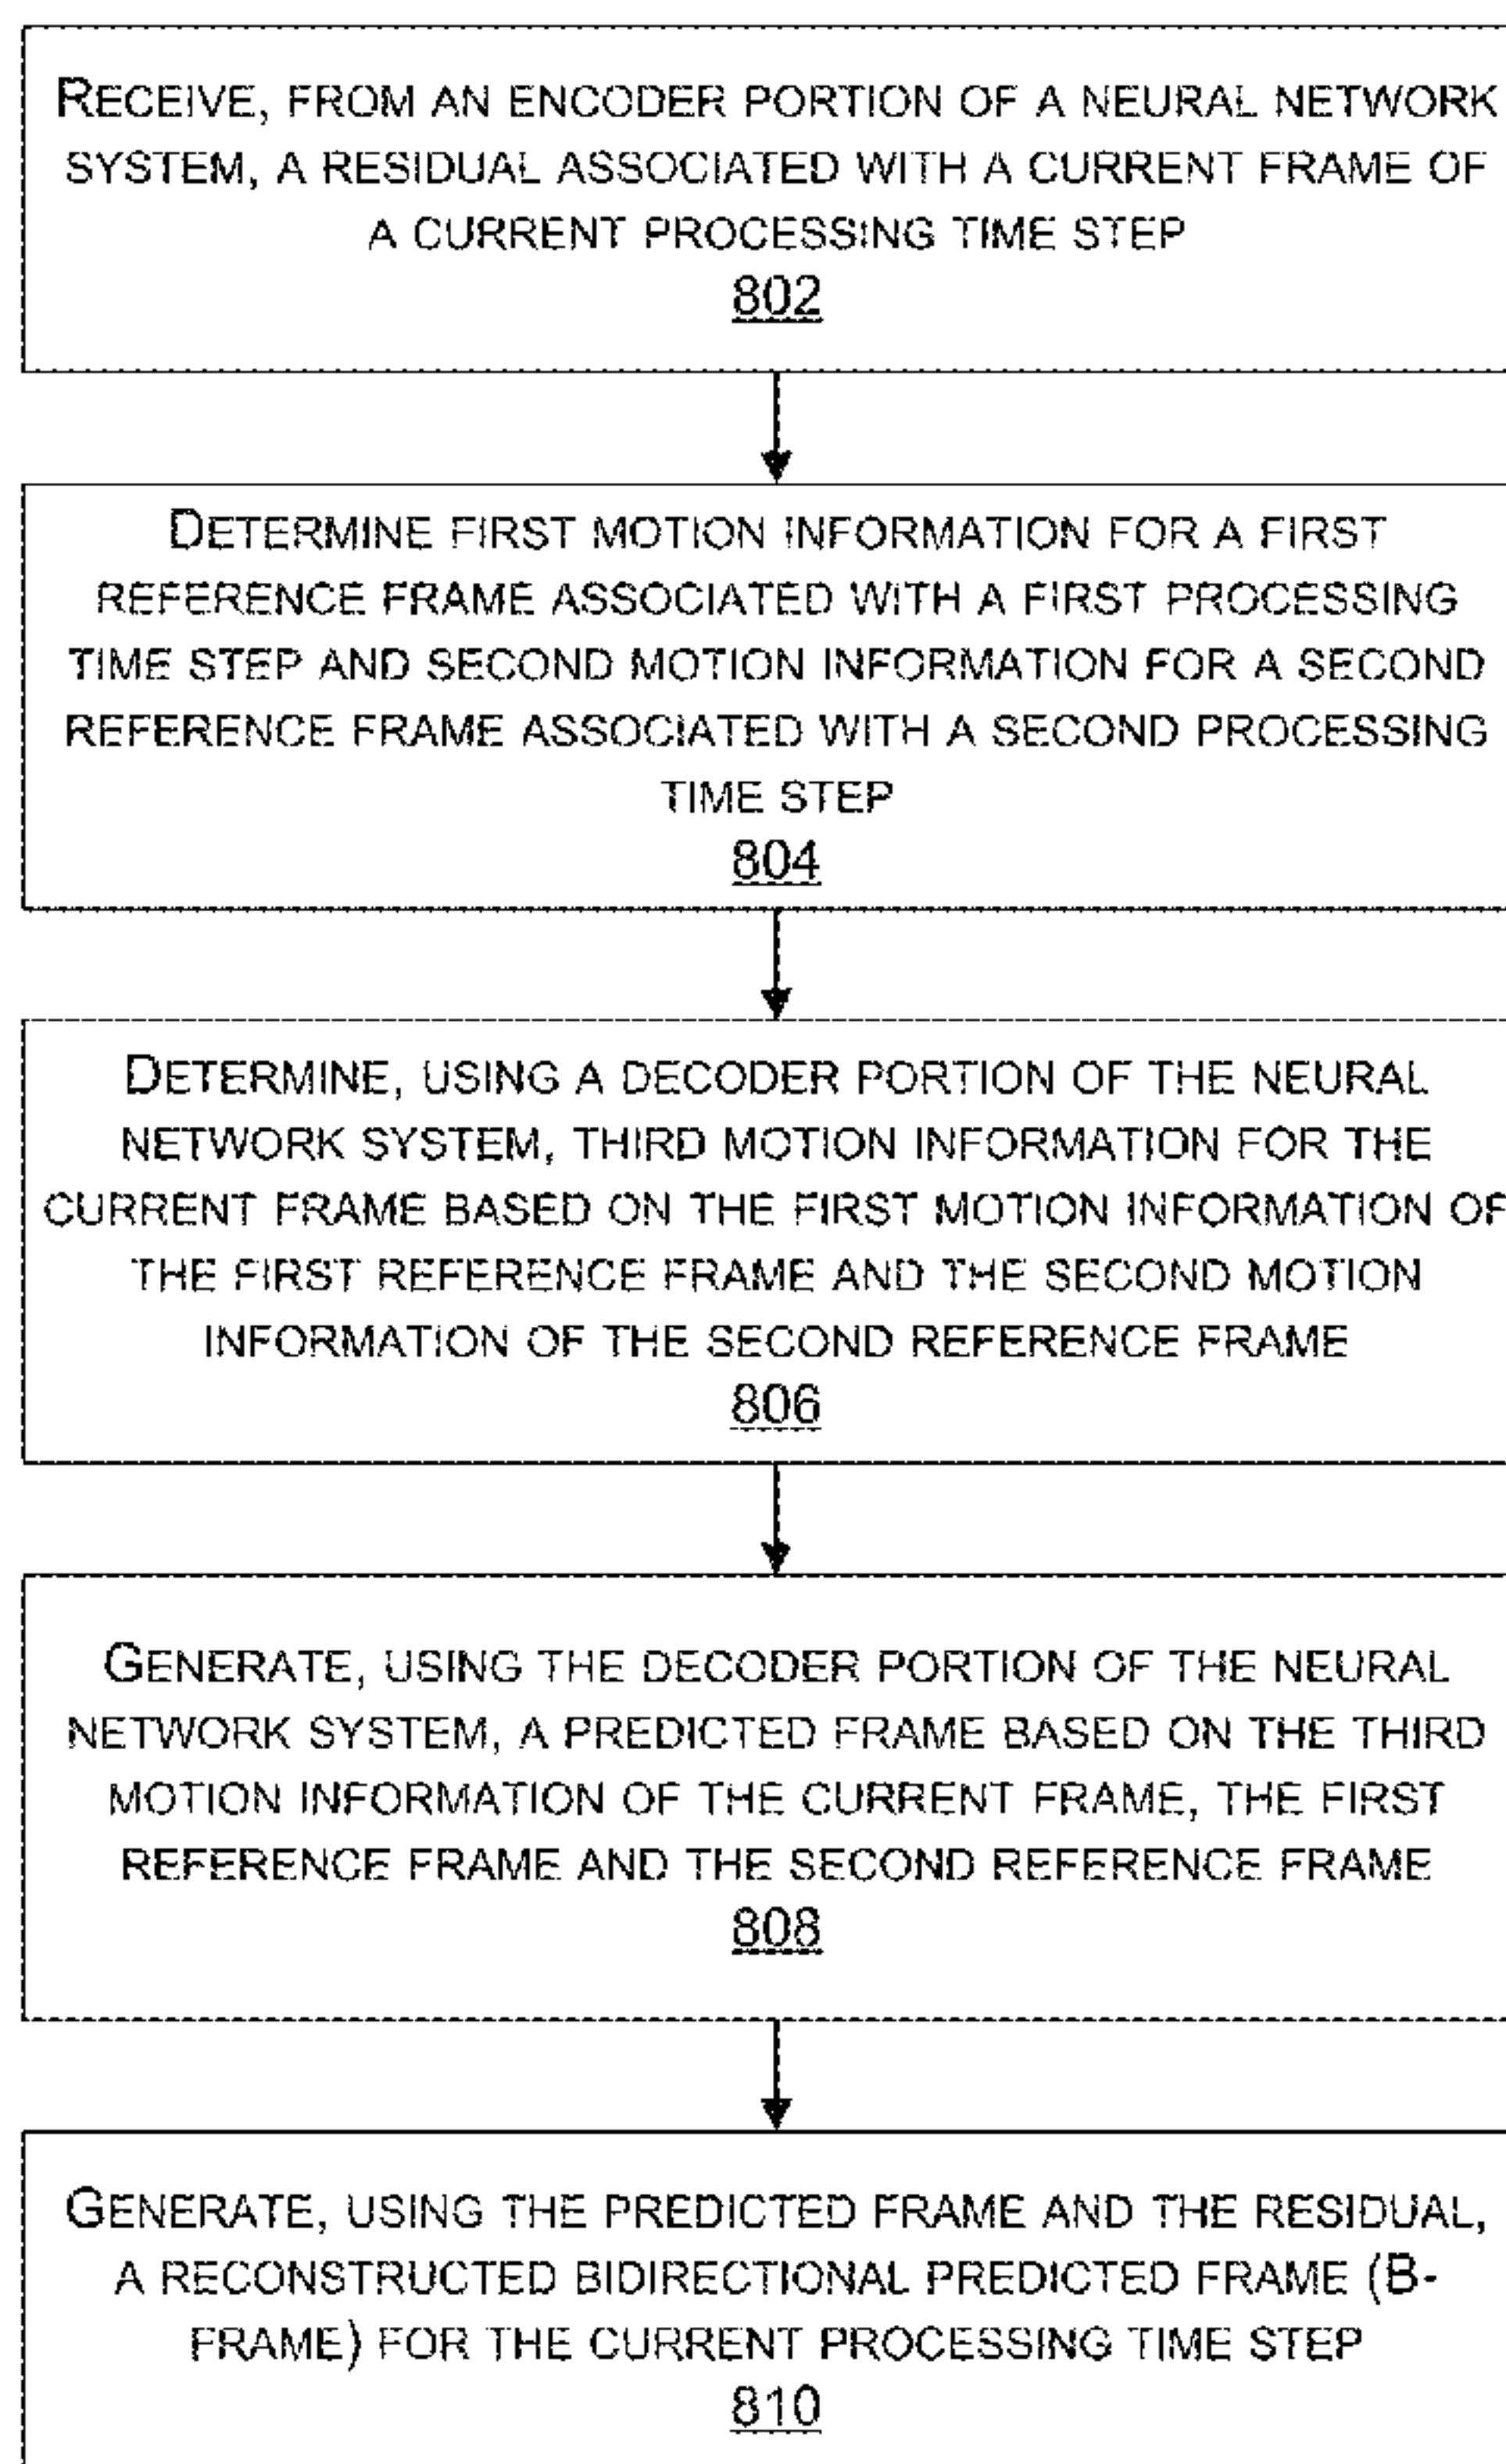 RECEIVE, FROM AN ENCODER PORTION OF A NEURAL NETWORK
SYSTEM, A RESIDUAL ASSOCIATED WITH A CURRENT FRAME OF
A CURRENT PROCESSING TIME STEP
802
DETERMINE FIRST MOTION INFORMATION FOR A FIRST
REFERENCE FRAME ASSOCIATED WITH A FIRST PROCESSING
TIME STEP AND SECOND MOTION INFORMATION FOR A SECOND
REFERENCE FRAME ASSOCIATED WITH A SECOND PROCESSING
TIME STEP
804
DETERMINE, USING A DECODER PORTION OF THE NEURAL
NETWORK SYSTEM, THIRD MOTION INFORMATION FOR THE
CURRENT FRAME BASED ON THE FIRST MOTION INFORMATION OF
THE FIRST REFERENCE FRAME AND THE SECOND MOTION
INFORMATION OF THE SECOND REFERENCE FRAME
806
GENERATE, USING THE DECODER PORTION OF THE NEURAL
NETWORK SYSTEM, A PREDICTED FRAME BASED ON THE THIRD
MOTION INFORMATION OF THE CURRENT FRAME, THE FIRST
REFERENCE FRAME AND THE SECOND REFERENCE FRAME
808
GENERATE, USING THE PREDICTED FRAME AND THE RESIDUAL,
A RECONSTRUCTED BIDIRECTIONAL PREDICTED FRAME (B-
FRAME) FOR THE CURRENT PROCESSING TIME STEP
810